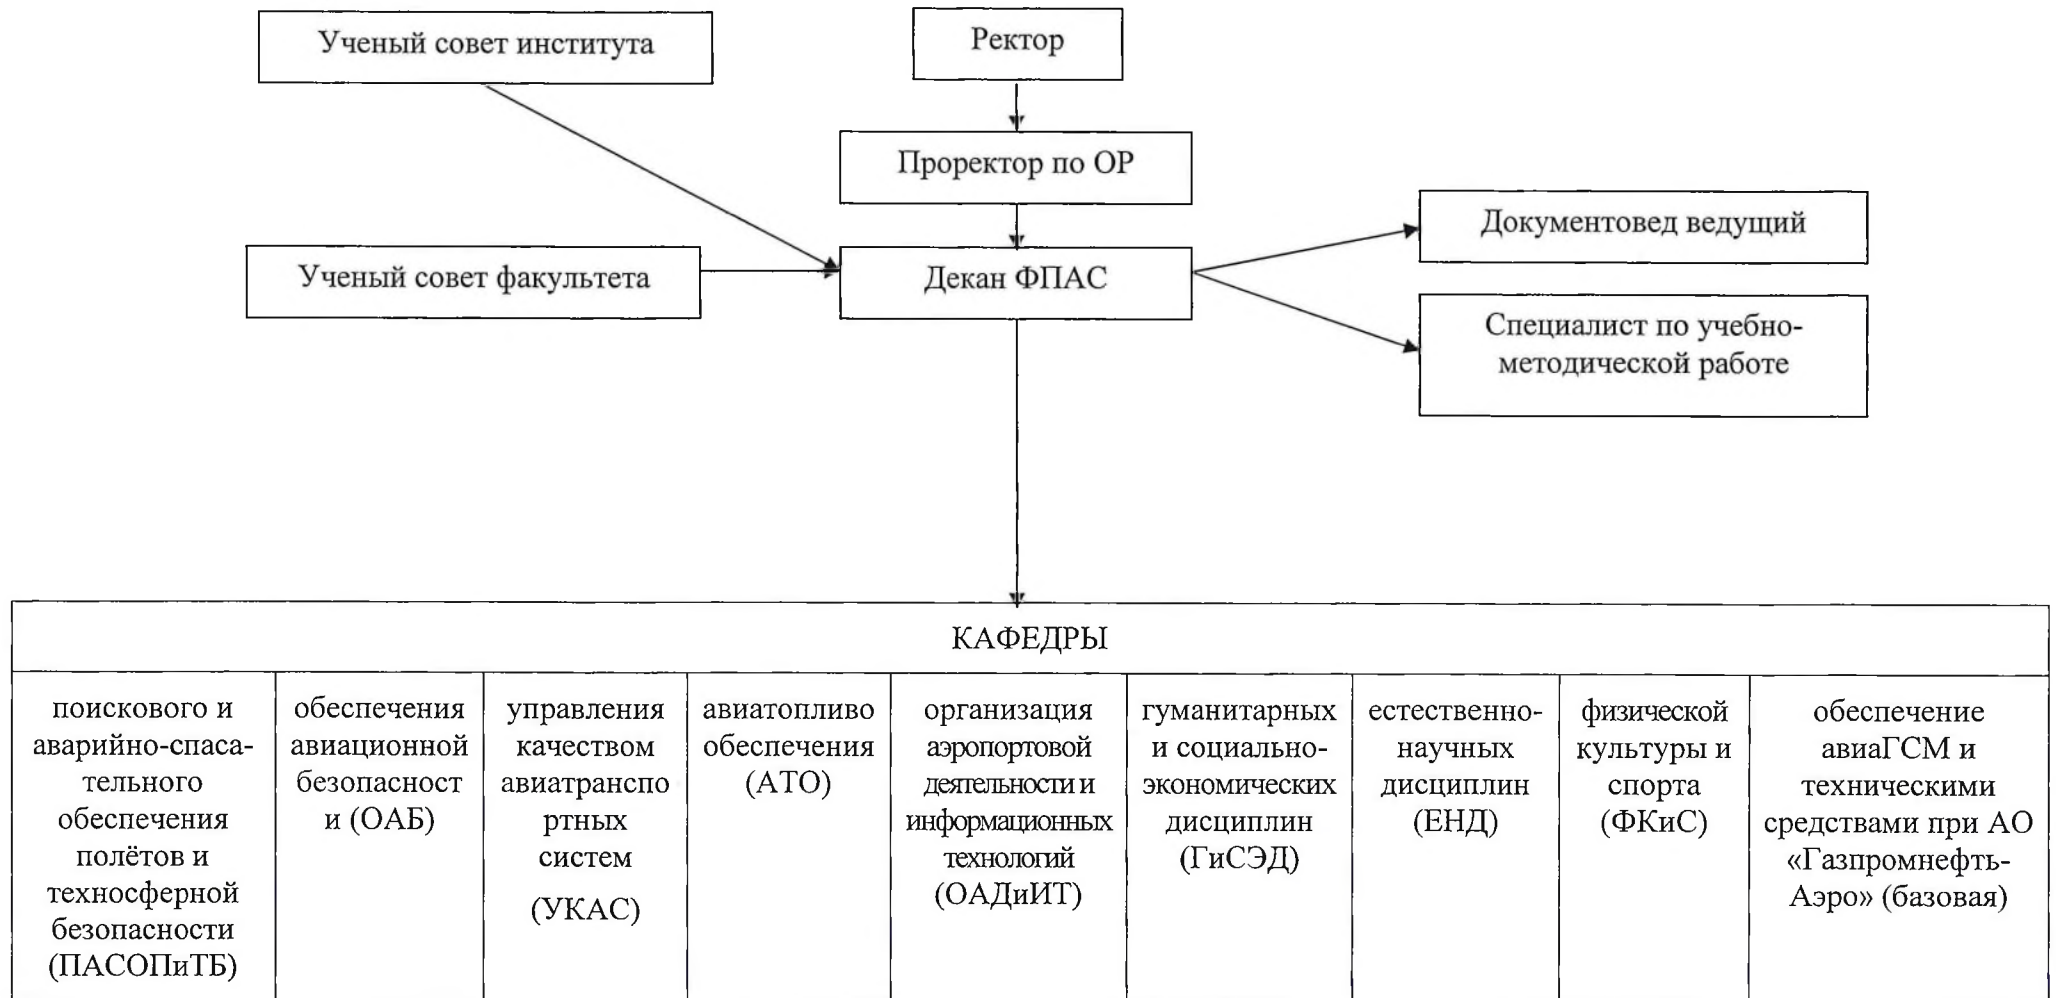 Ученый совет института
Ректор
Проректор по ОР
Документовед ведущий
Ученый совет факультета
Декан ФПАС
Специалист по учебно-
методической работе
КАФЕДРЫ
поискового и
аварийно-спаса-
тельного
обеспечения
полётов и
техносферной
безопасности
(ПАСОПиТБ)
обеспечения
авиационной
безопасност
и (ОАБ)
управления
качеством
авиатранспо
ртных
систем
(УКАС)
авиатопливо
обеспечения
(АТО)
организация
аэропортовой
деятельности и
информационных
технологий
(ОАДиИТ)
гуманитарных
и социально-
экономических
дисциплин
(ГиСЭД)
естественно-
научных
дисциплин
(ЕНД)
физической
культуры и
спорта
(ФКиС)
обеспечение
авиаГСМ и
техническими
средствами при АО
«Газпромнефть-
Аэро» (базовая)